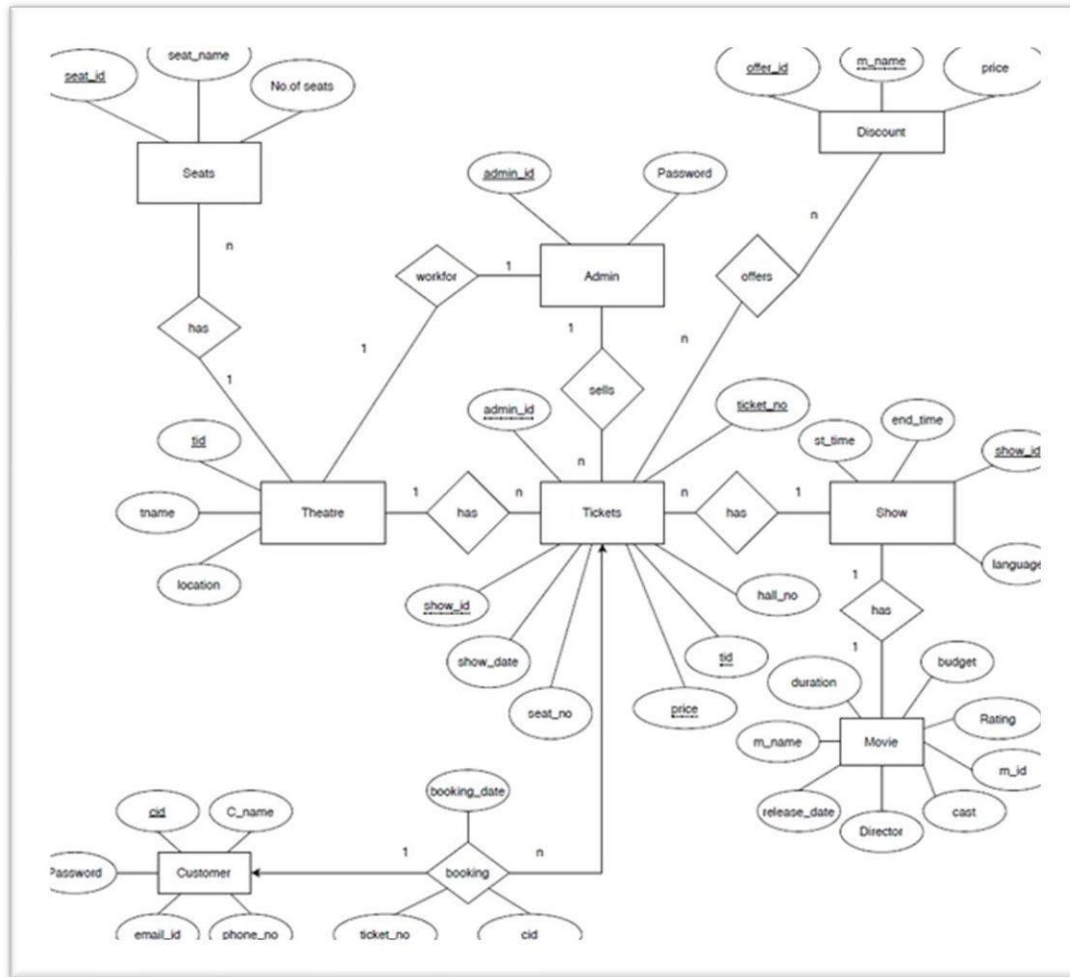 seat_name
seat_id
No.of seats
Seats
n
has
1
offer_id
m_name
price
Discount
n
offers
n
admin_id
Password
Admin
1
workfor
1
1
sells
n
admin_id
ticket_no
tid
tname
location
Theatre
1
has
n
Tickets
n
has
1
Show
st_time
end_time
show_id
language
show_id
show_date
seat_no
price
tid
hall_no
1
has
1
duration
budget
Rating
m_name
Movie
m_id
release_date
Director
cast
booking_date
cid
C_name
Password
Customer
email_id
phone_no
1
booking
n
ticket_no
cid